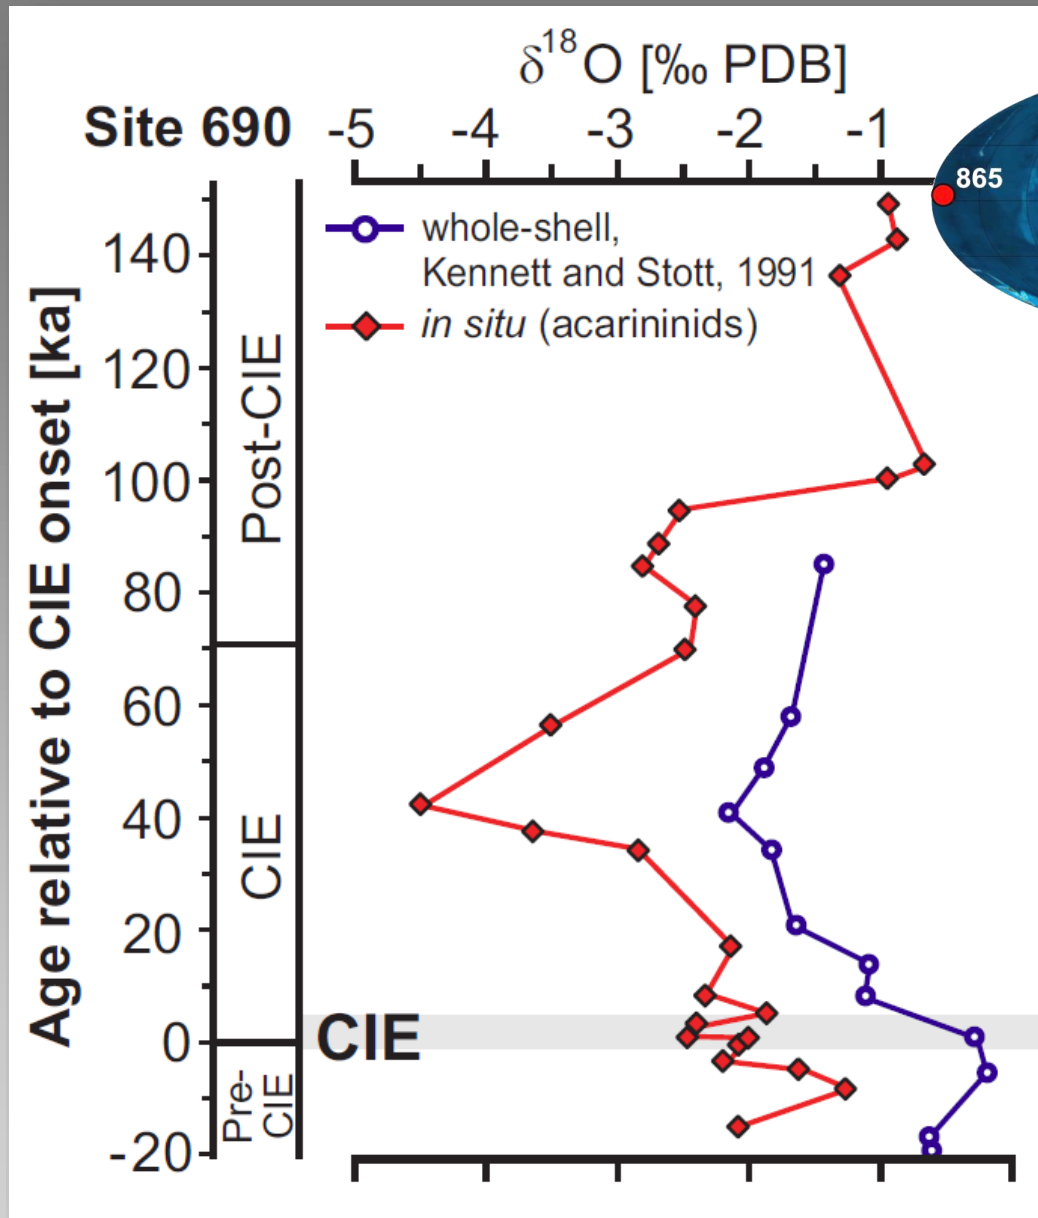 δ18O [‰ PDB]
Site 690
-5 -4 -3 -2 -1
865
whole-shell,
Kennett and Stott, 1991
in situ (acarininids)
Age relative to CIE onset [ka]
140
120
100
80
60
40
20
0
-20
Post-CIE
CIE
Pre-
CIE
CIE